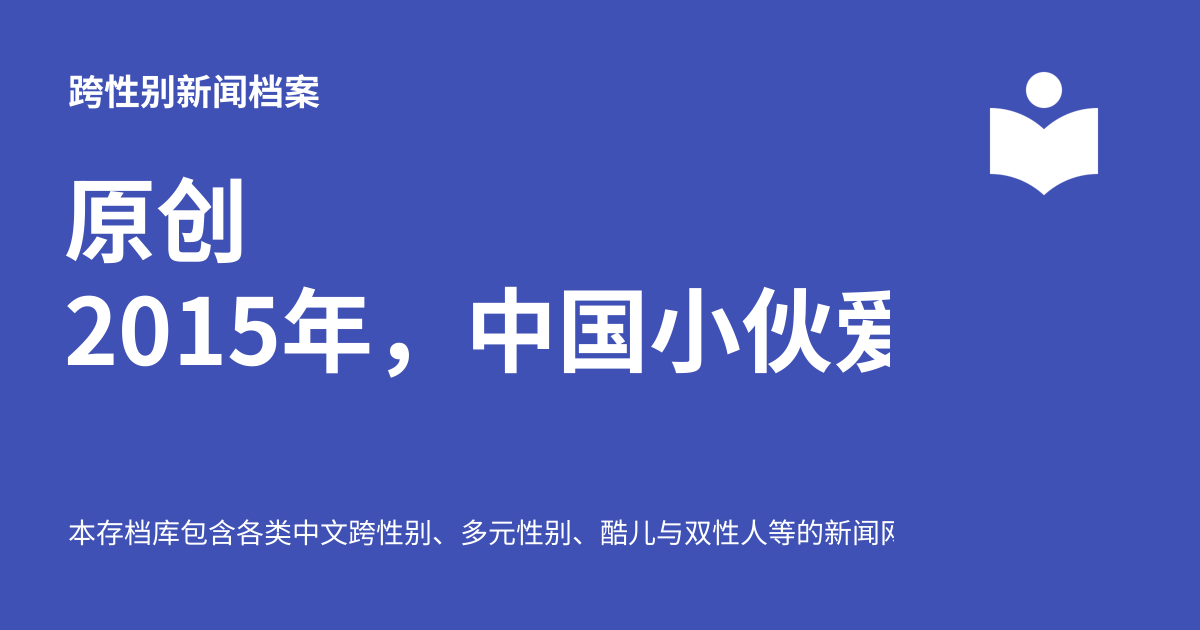 跨性别新闻档案
原创
2015年，中国小伙爱
本存档库包含各类中文跨性别、多元性别、酷儿与双性人等的新闻网